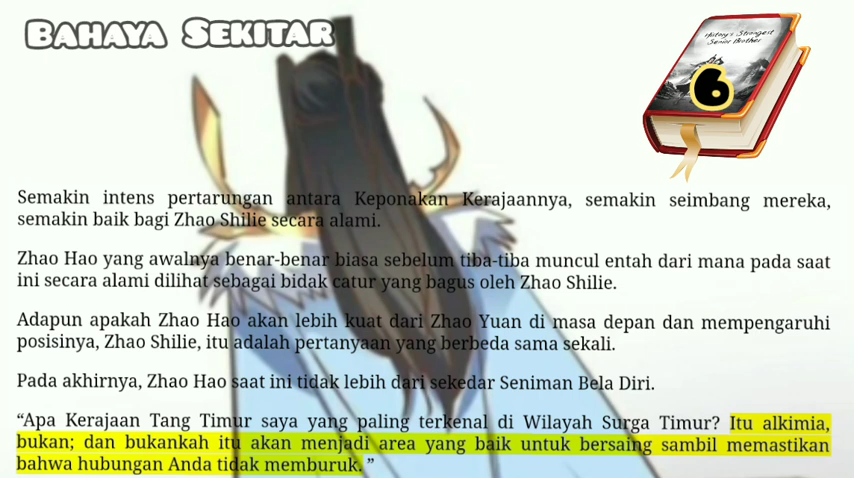 Bahaya Sekitar
History's Strongest
Senior Brother
6
Semakin intens pertarungan antara Keponakan Kerajaannya, semakin seimbang mereka,
semakin baik bagi Zhao Shilie secara alami.
Zhao Hao yang awalnya benar-benar biasa sebelum tiba-tiba muncul entah dari mana pada saat
ini secara alami dilihat sebagai bidak catur yang bagus oleh Zhao Shilie.
Adapun apakah Zhao Hao akan lebih kuat dari Zhao Yuan di masa depan dan mempengaruhi
posisinya, Zhao Shilie, itu adalah pertanyaan yang berbeda sama sekali.
Pada akhirnya, Zhao Hao saat ini tidak lebih dari sekedar Seniman Bela Diri.
“Apa Kerajaan Tang Timur saya yang paling terkenal di Wilayah Surga Timur? Itu alkimia,
bukan; dan bukankah itu akan menjadi area yang baik untuk bersaing sambil memastikan
bahwa hubungan Anda tidak memburuk. ”